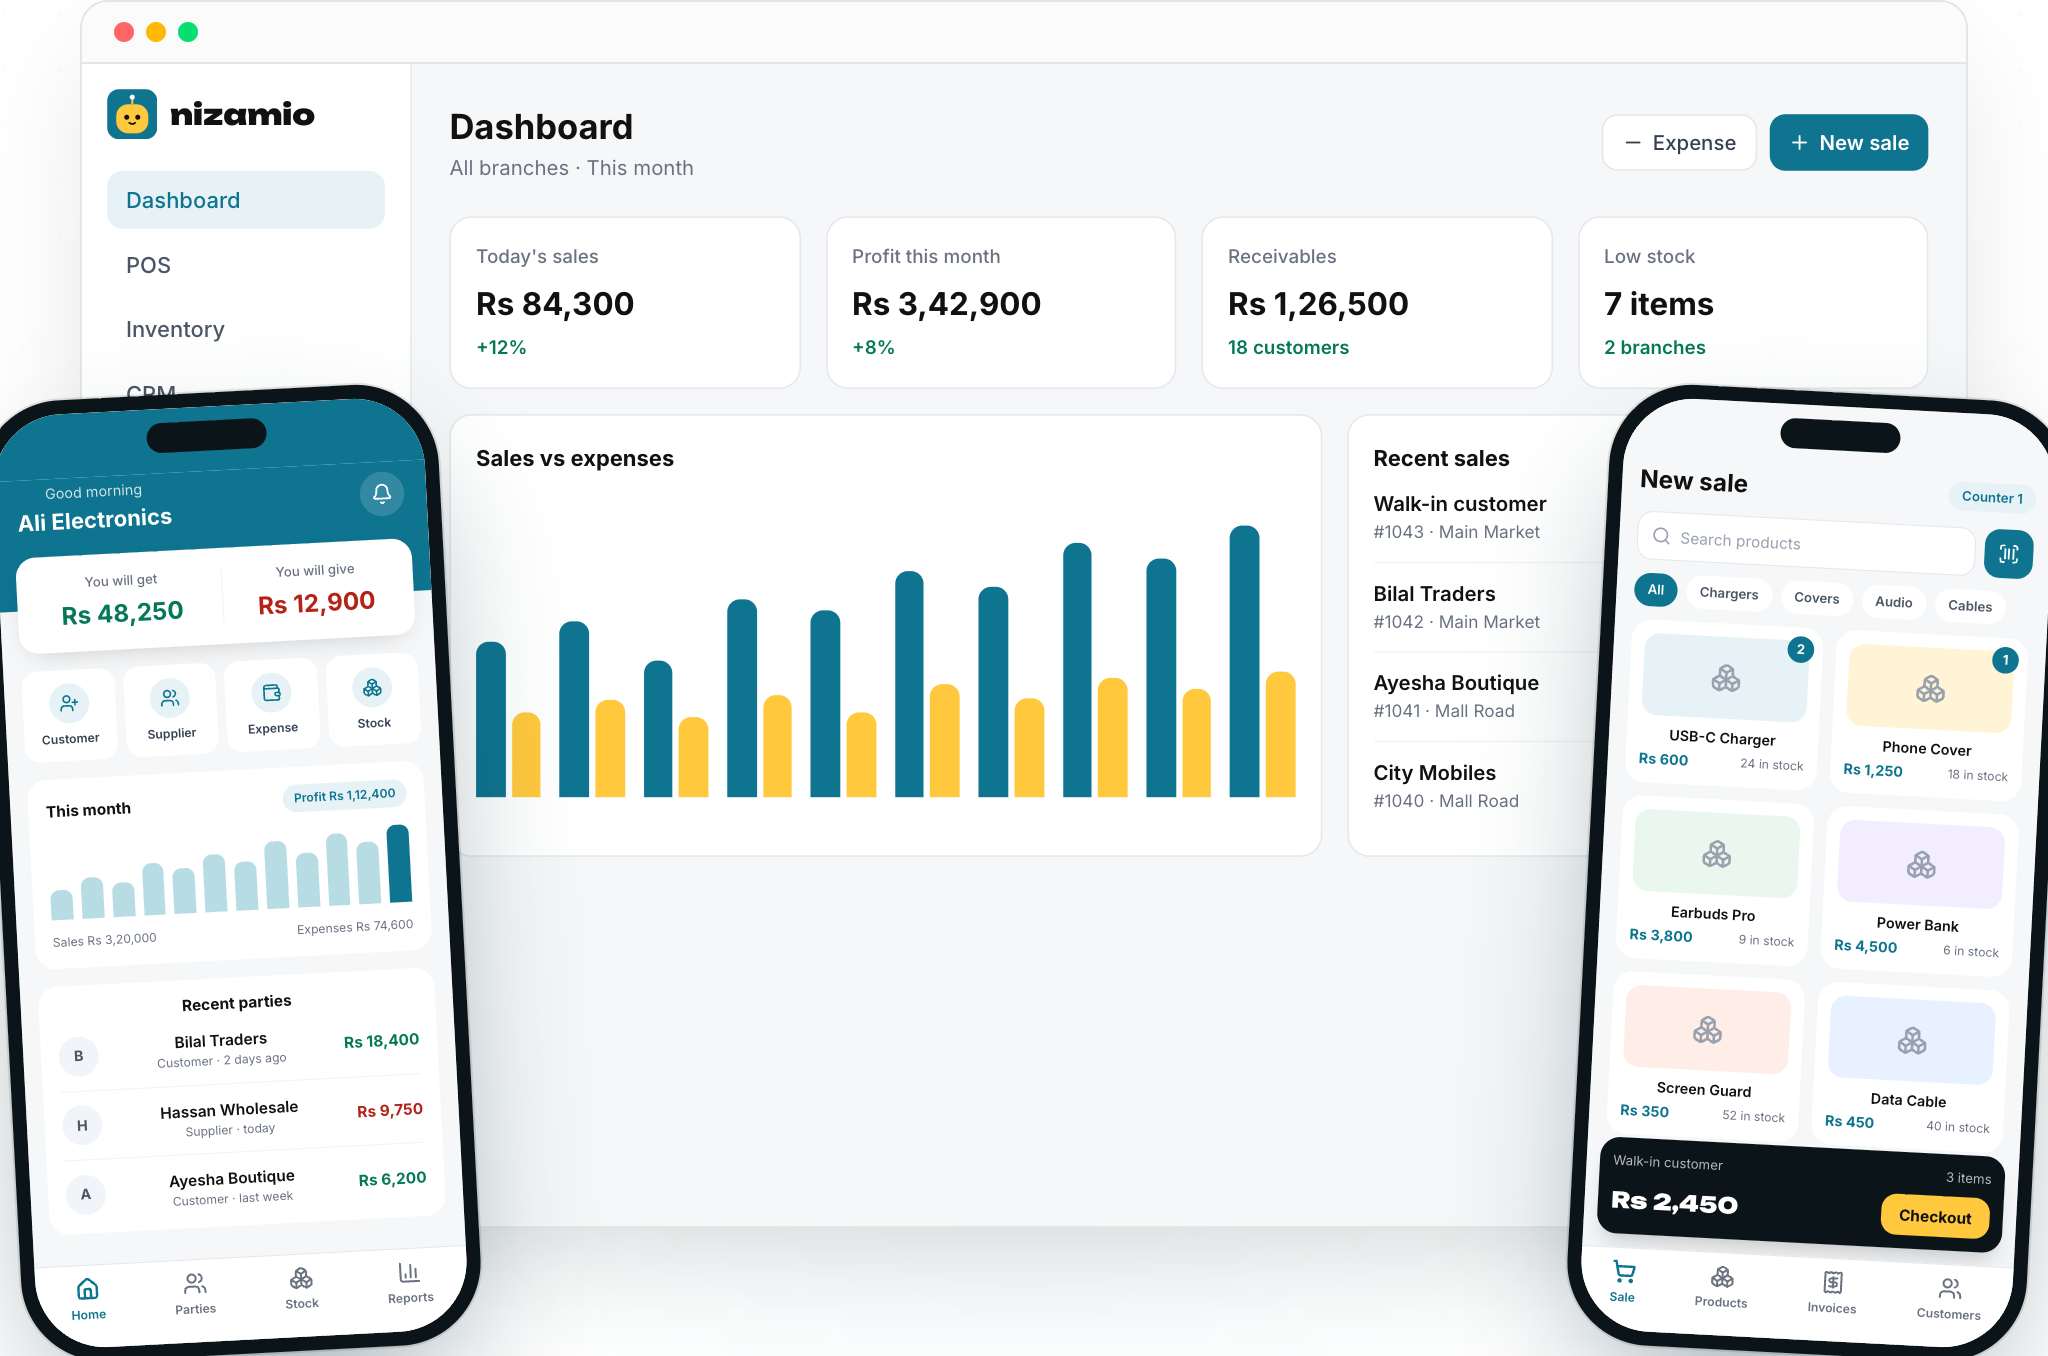 nizamio
Dashboard
POS
Inventory
CRM
Dashboard
All branches · This month
Expense
New sale
Today's sales
Rs 84,300
+12%
Profit this month
Rs 3,42,900
+8%
Receivables
Rs 1,26,500
18 customers
Low stock
7 items
2 branches
Sales vs expenses
Recent sales
Walk-in customer
#1043 · Main Market
Bilal Traders
#1042 · Main Market
Ayesha Boutique
#1041 · Mall Road
City Mobiles
#1040 · Mall Road
Good morning
Ali Electronics
You will get
Rs 48,250
You will give
Rs 12,900
Customer
Supplier
Expense
Stock
This month
Profit Rs 1,12,400
Sales Rs 3,20,000
Expenses Rs 74,600
Recent parties
B
Bilal Traders
Customer · 2 days ago
Rs 18,400
H
Hassan Wholesale
Supplier · today
Rs 9,750
A
Ayesha Boutique
Customer · last week
Rs 6,200
Home
Parties
Stock
Reports
New sale
Counter 1
Search products
All
Chargers
Covers
Audio
Cables
2
USB-C Charger
Rs 600
24 in stock
1
Phone Cover
Rs 1,250
18 in stock
Earbuds Pro
Rs 3,800
9 in stock
Power Bank
Rs 4,500
6 in stock
Screen Guard
Rs 350
52 in stock
Data Cable
Rs 450
40 in stock
Walk-in customer
3 items
Rs 2,450
Checkout
Sale
Products
Invoices
Customers